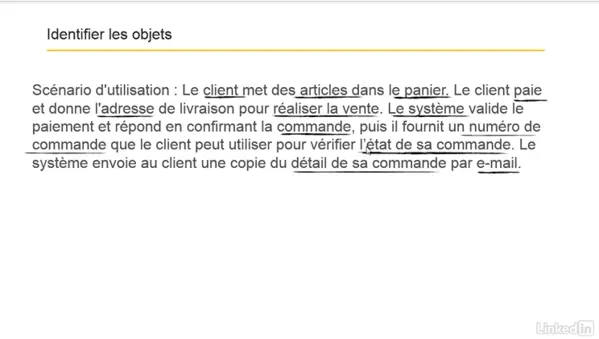 Identifier les objets
Scénario d'utilisation : Le client met des articles dans le panier. Le client paie
et donne l'adresse de livraison pour réaliser la vente. Le système valide le
paiement et répond en confirmant la commande, puis il fournit un numéro de
commande que le client peut utiliser pour vérifier l'état de sa commande. Le
système envoie au client une copie du détail de sa commande par e-mail.
Linked in